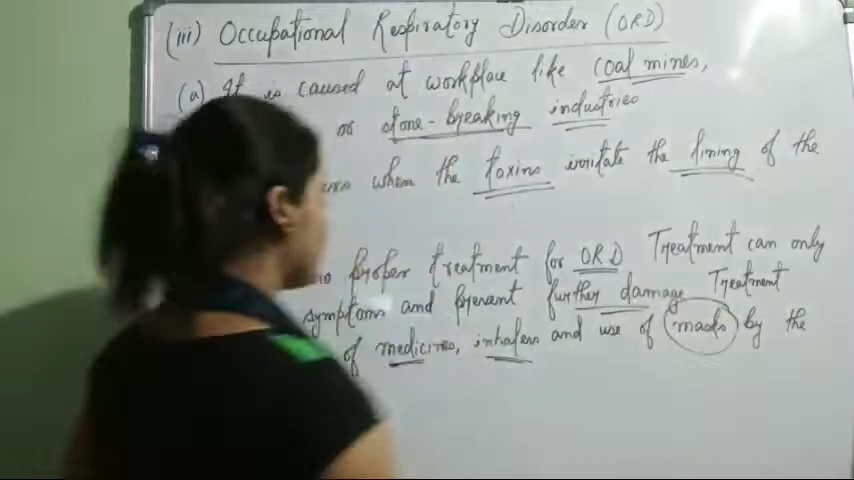 (iii) Occupational Respiratory Disorder (ORD)
(a) It is caused at workplace like coal mines,
or stone-breaking industries
when the toxins irritate the lining of the
no proper treatment for ORD Treatment can only
symptoms and prevent further damage Treatment
of medicines, inhalers and use of masks by the